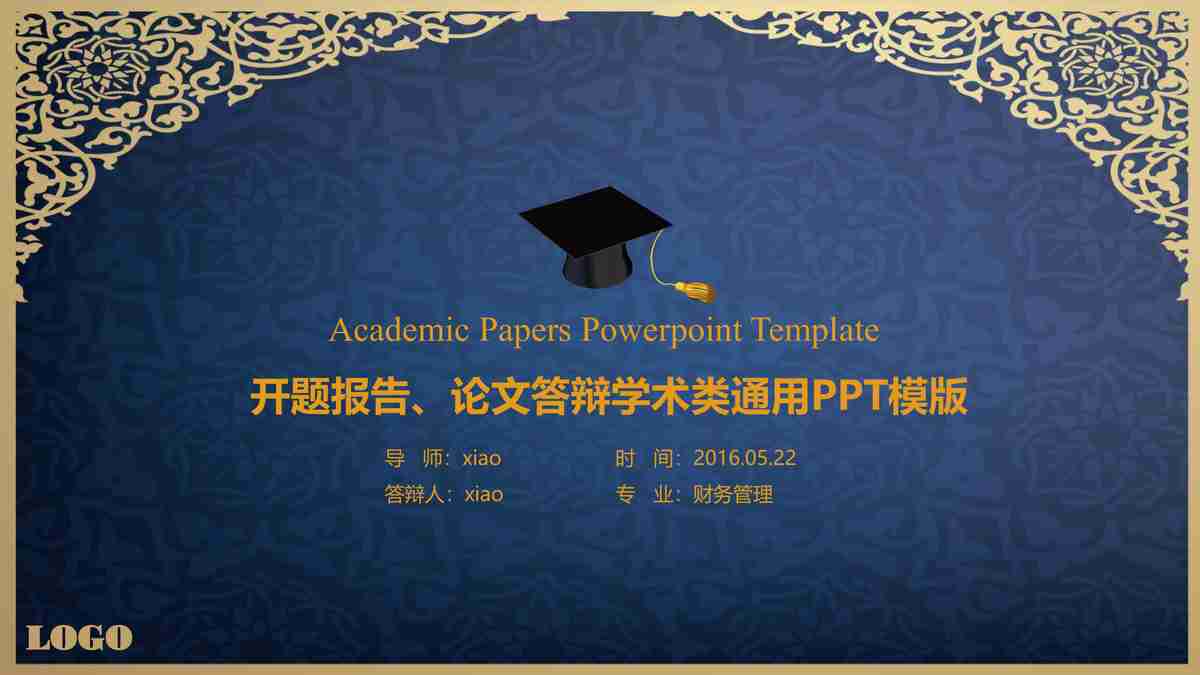 Academic Papers Powerpoint Template
开题报告、论文答辩学术类通用PPT模版
导 师：xiao 时 间：2016.05.22
答辩人：xiao 专 业：财务管理
LOGO